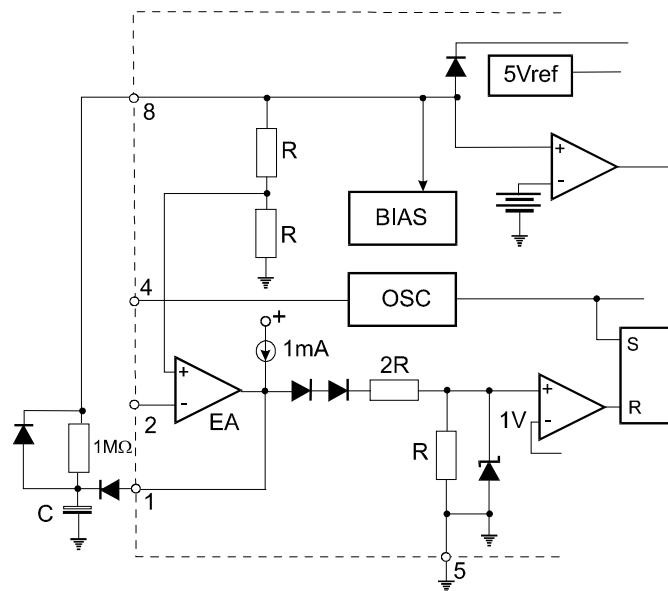 5Vref
8
+
-
R
BIAS
R
4
OSC
+
1mA
S
2R
+
-
EA
2
+
-
1V
R
1MΩ
R
1
C
5